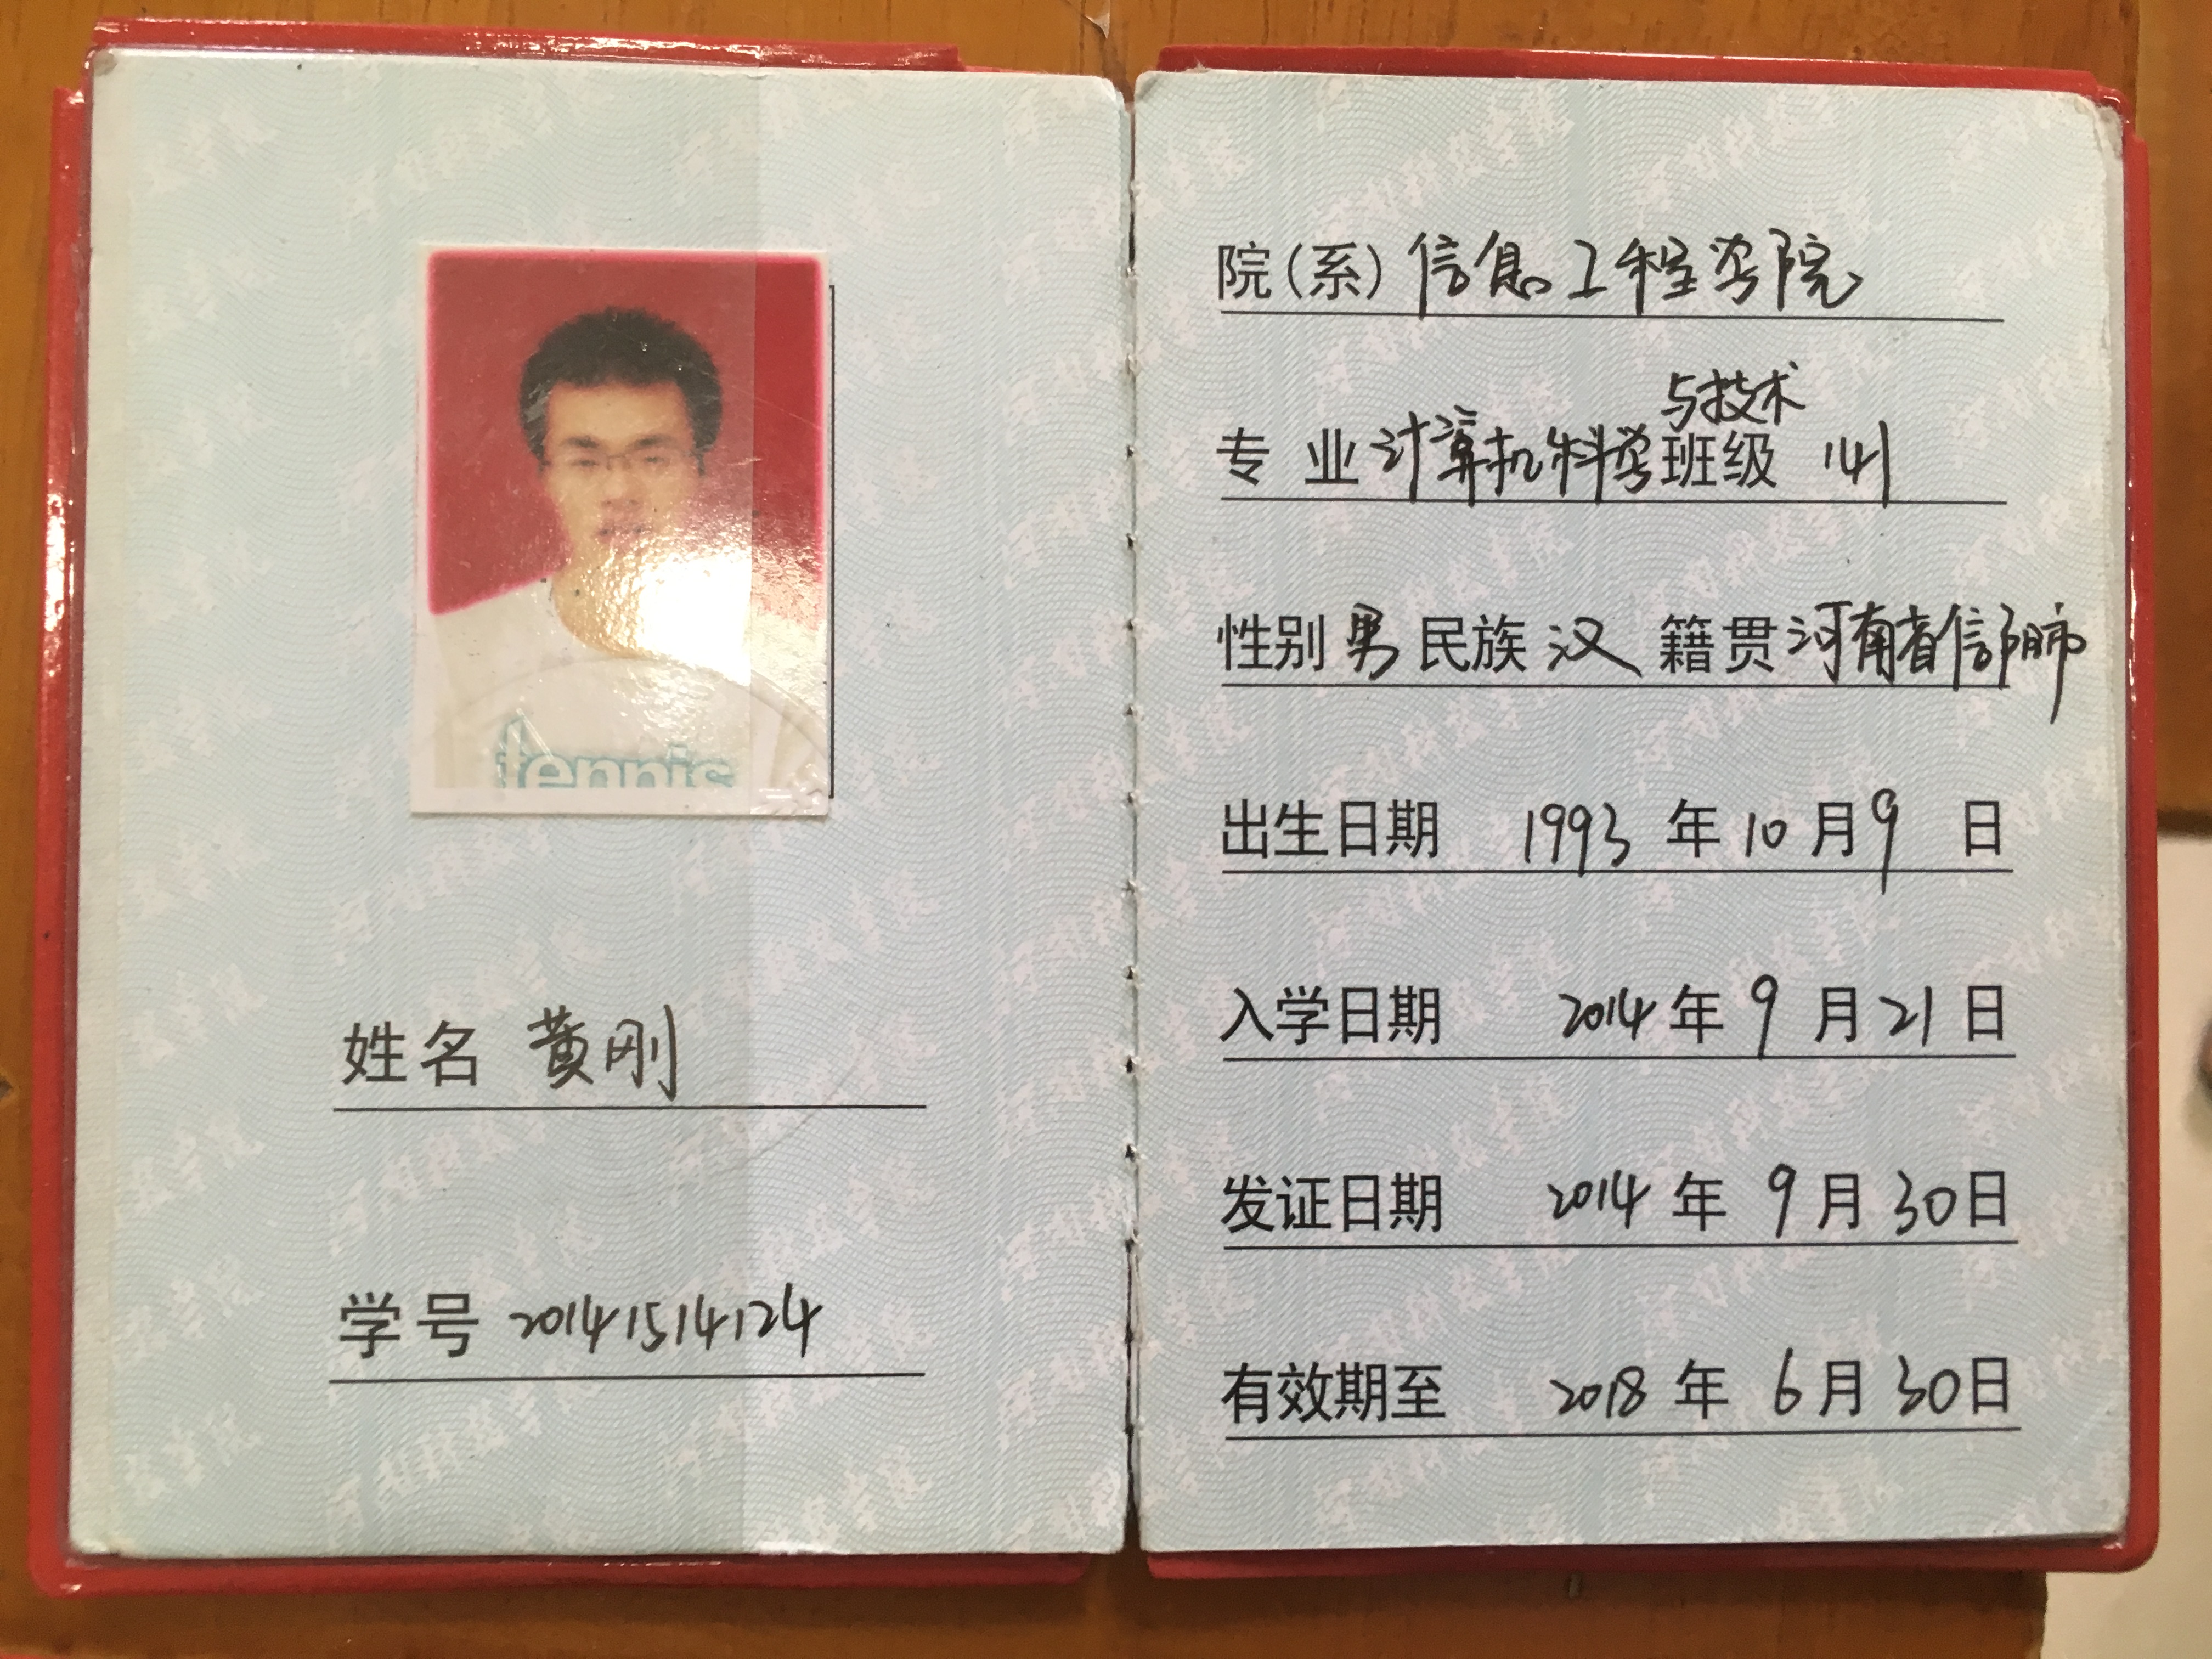 tennis
姓名 黄刚
学号 20141514124
院(系) 信息工程学院
专业 计算机科学与技术 班级
性别 男 民族 汉 籍贯 河南省信阳市
出生日期 1993 年 10 月 9 日
入学日期 2014 年 9 月 21 日
发证日期 2014 年 9 月 30 日
有效期至 2018 年 6 月 30 日